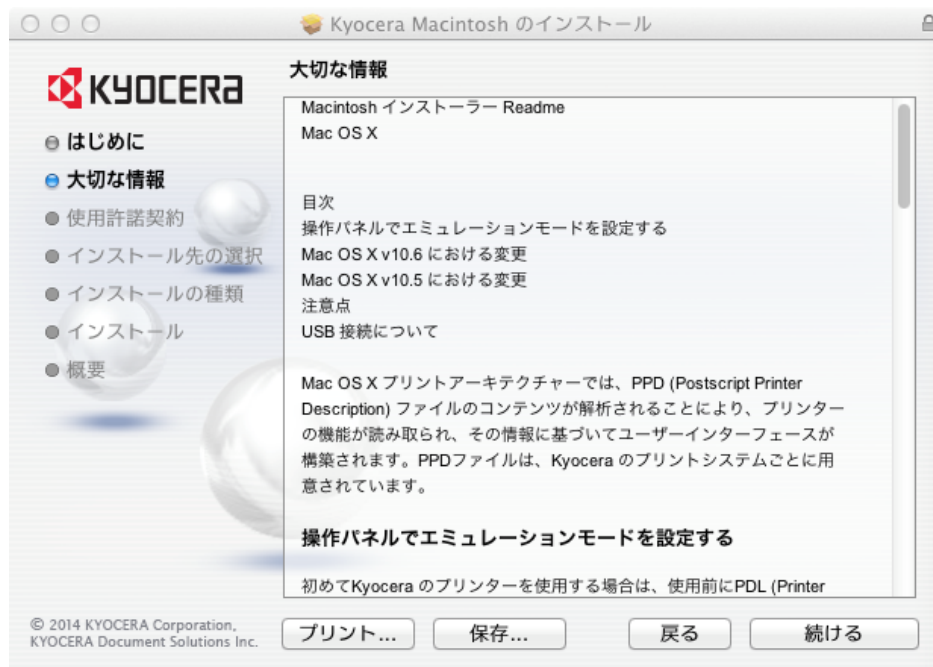 Kyocera Macintosh のインストール
KYOCERA
はじめに
大切な情報
使用許諾契約
インストール先の選択
インストールの種類
インストール
概要
大切な情報
Macintosh インストーラー Readme
Mac OS X
目次
操作パネルでエミュレーションモードを設定する
Mac OS X v10.6 における変更
Mac OS X v10.5 における変更
注意点
USB 接続について
Mac OS X プリントアーキテクチャーでは、PPD (Postscript Printer
Description) ファイルのコンテンツが解析されることにより、プリンター
の機能が読み取られ、その情報に基づいてユーザーインターフェースが
構築されます。PPDファイルは、Kyocera のプリントシステムごとに用
意されています。
操作パネルでエミュレーションモードを設定する
初めてKyocera のプリンターを使用する場合は、使用前にPDL (Printer
© 2014 KYOCERA Corporation,
KYOCERA Document Solutions Inc.
プリント...
保存...
戻る
続ける